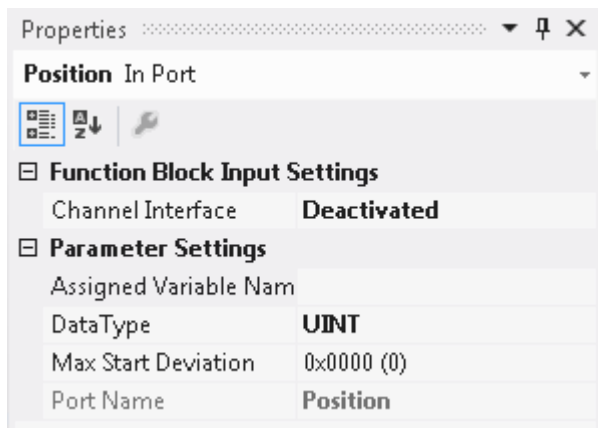 Properties
Position In Port
Function Block Input Settings
Channel Interface Deactivated
Parameter Settings
Assigned Variable Nam
DataType UINT
Max Start Deviation 0x0000 (0)
Port Name Position